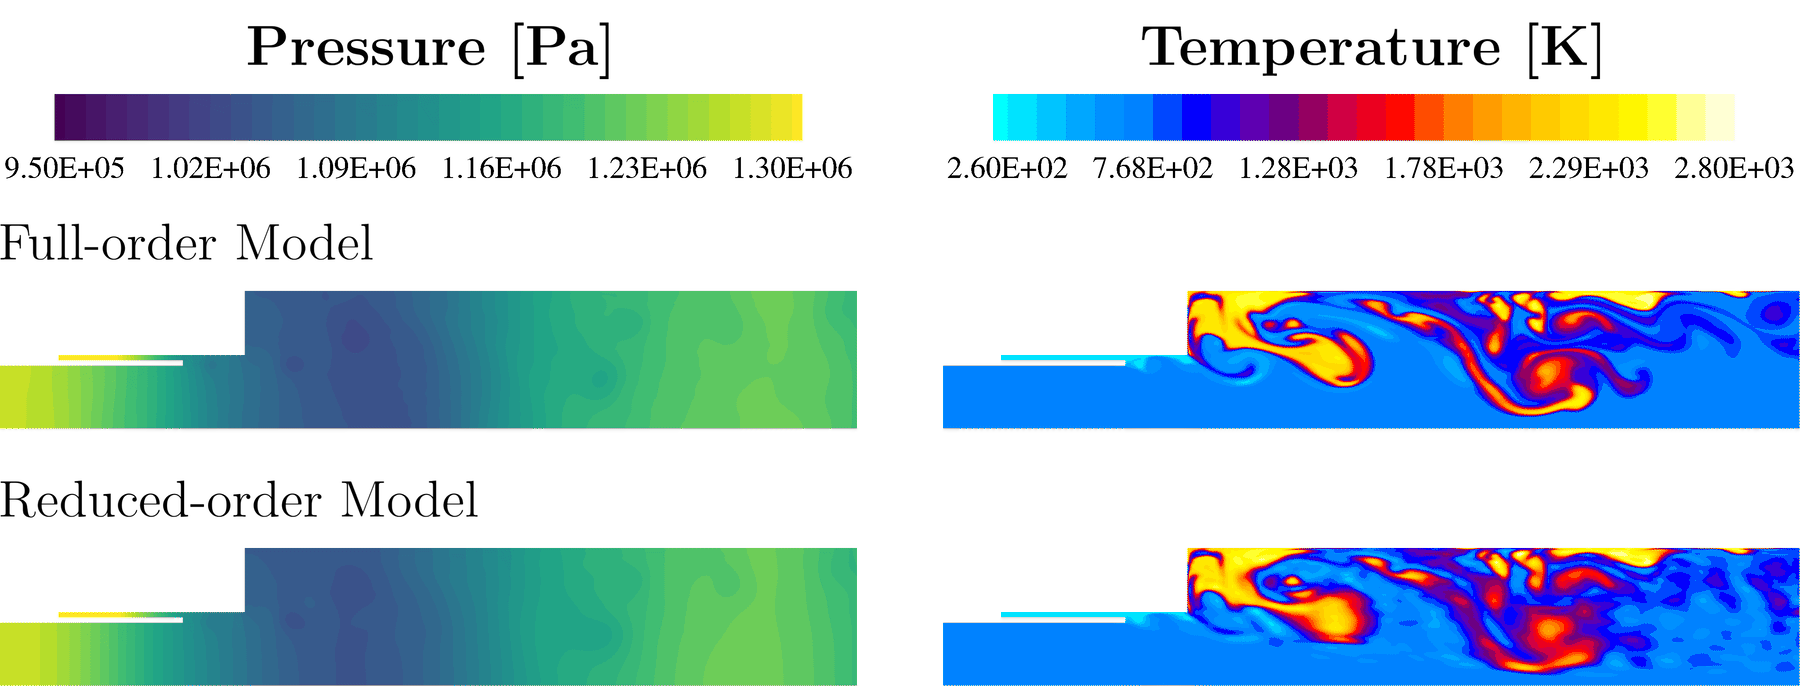 Pressure [Pa]
Temperature [K]
9.50E+05 1.02E+06 1.09E+06 1.16E+06 1.23E+06 1.30E+06
2.60E+02 7.68E+02 1.28E+03 1.78E+03 2.29E+03 2.80E+03
Full-order Model
Reduced-order Model